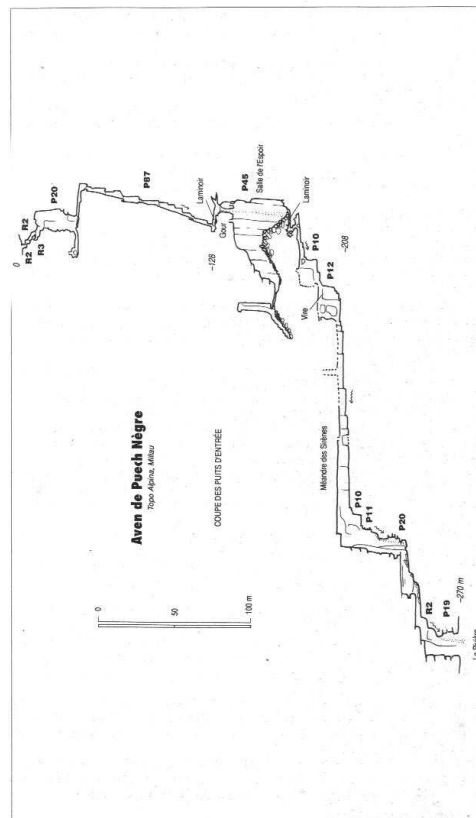 Aven de Puech Nègre
Topo Alpina, Millau
COUPE DES PUITS D'ENTRÉE
0
50
100 m
0
R2
R2
R3
P20
P87
Laminoir
Gour
-128
P45
Salle de l'Espoir
Laminoir
P10
P12
-208
Vire
Méandre des Sirènes
P10
P11
P20
R2
P19
-270 m